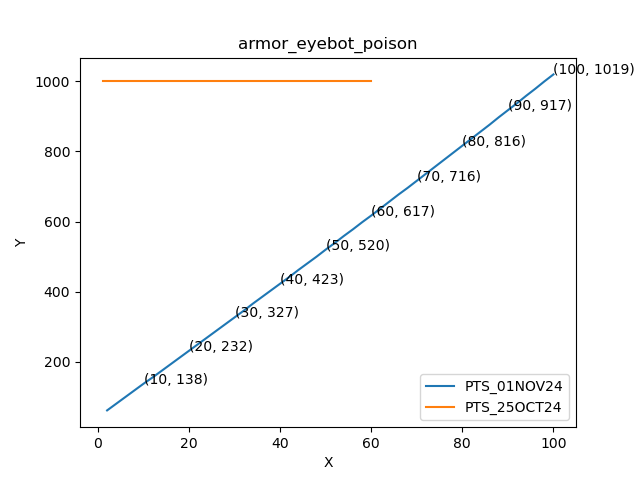 armor_eyebot_poison
(100, 1019)
1000
(90, 917)
(80, 816)
800
(70, 716)
(60, 617)
600
(50, 520)
(40, 423)
400
(30, 327)
(20, 232)
200
(10, 138)
Y
PTS_01NOV24
PTS_25OCT24
0 20 40 60 80 100
X